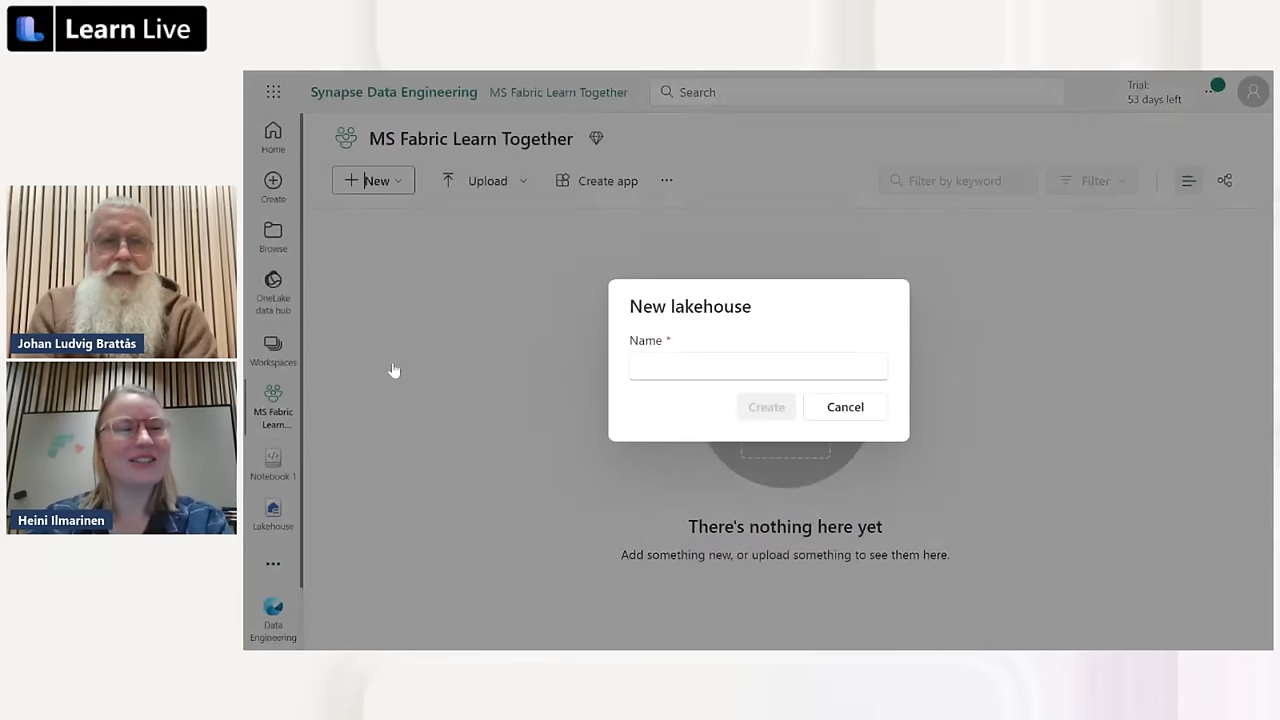 Learn Live
Synapse Data Engineering
MS Fabric Learn Together
Search
Trial:
53 days left
Home
Create
Browse
OneLake
data hub
Workspaces
MS Fabric
Learn...
Notebook 1
Lakehouse
Data
Engineering
MS Fabric Learn Together
New
Upload
Create app
Filter by keyword
Filter
New lakehouse
Name *
Create
Cancel
There's nothing here yet
Add something new, or upload something to see them here.
Johan Ludvig Brattås
Heini Ilmarinen